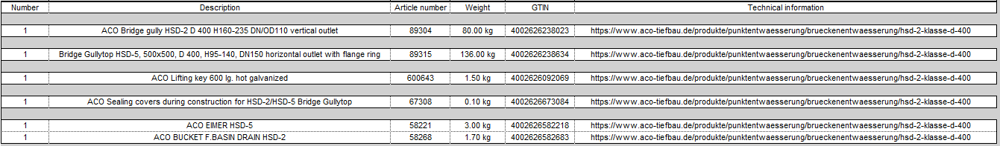 Number Description Article number Weight GTIN Technical information
1 ACO Bridge gully HSD-2 D 400 H160-235 DN/OD110 vertical outlet 89304 80.00 kg 4002626238023 https://www.aco-tiefbau.de/produkte/punktentwaesserung/brueckenentwaesserung/hsd-2-klasse-d-400
1 Bridge Gullytop HSD-5, 500x500, D 400, H95-140, DN150 horizontal outlet with flange ring 89315 136.00 kg 4002626238634 https://www.aco-tiefbau.de/produkte/punktentwaesserung/brueckenentwaesserung/hsd-2-klasse-d-400
1 ACO Lifting key 600 lg. hot galvanized 600643 1.50 kg 4002626092069 https://www.aco-tiefbau.de/produkte/punktentwaesserung/brueckenentwaesserung/hsd-2-klasse-d-400
1 ACO Sealing covers during construction for HSD-2/HSD-5 Bridge Gullytop 67308 0.10 kg 4002626673084 https://www.aco-tiefbau.de/produkte/punktentwaesserung/brueckenentwaesserung/hsd-2-klasse-d-400
1 ACO EIMER HSD-5 58221 3.00 kg 4002626582218 https://www.aco-tiefbau.de/produkte/punktentwaesserung/brueckenentwaesserung/hsd-2-klasse-d-400
1 ACO BUCKET F.BASIN DRAIN HSD-2 58268 1.70 kg 4002626582683 https://www.aco-tiefbau.de/produkte/punktentwaesserung/brueckenentwaesserung/hsd-2-klasse-d-400